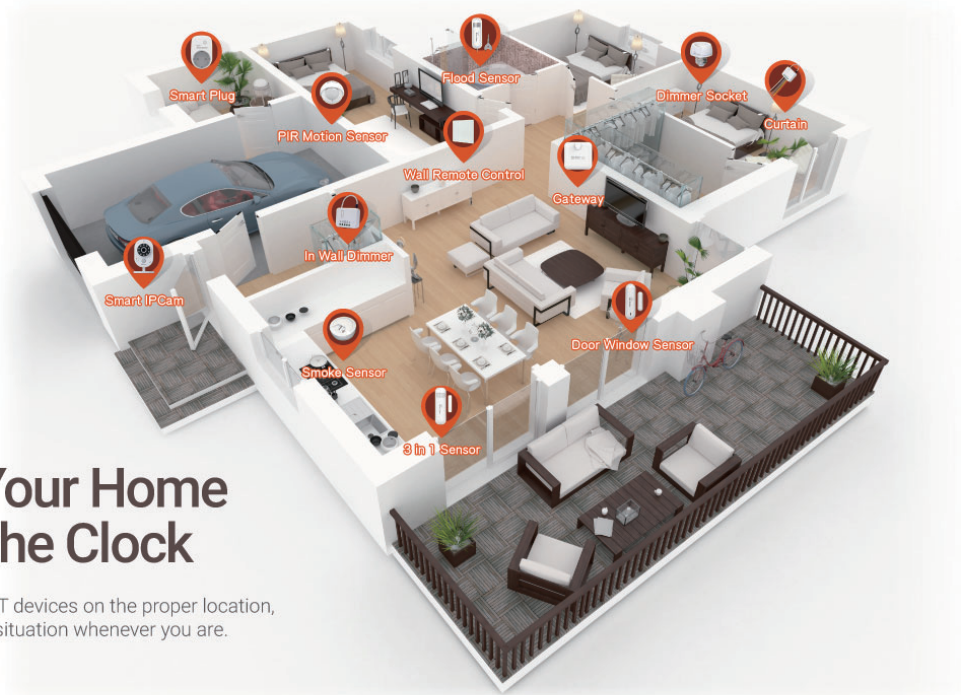 Flood Sensor
Smart Plug
Dimmer Socket
Curtain
PIR Motion Sensor
Wall Remote Control
Gateway
In Wall Dimmer
Smart IPCam
Door Window Sensor
Smoke Sensor
3 in 1 Sensor
Your Home
he Clock
T devices on the proper location,
situation whenever you are.